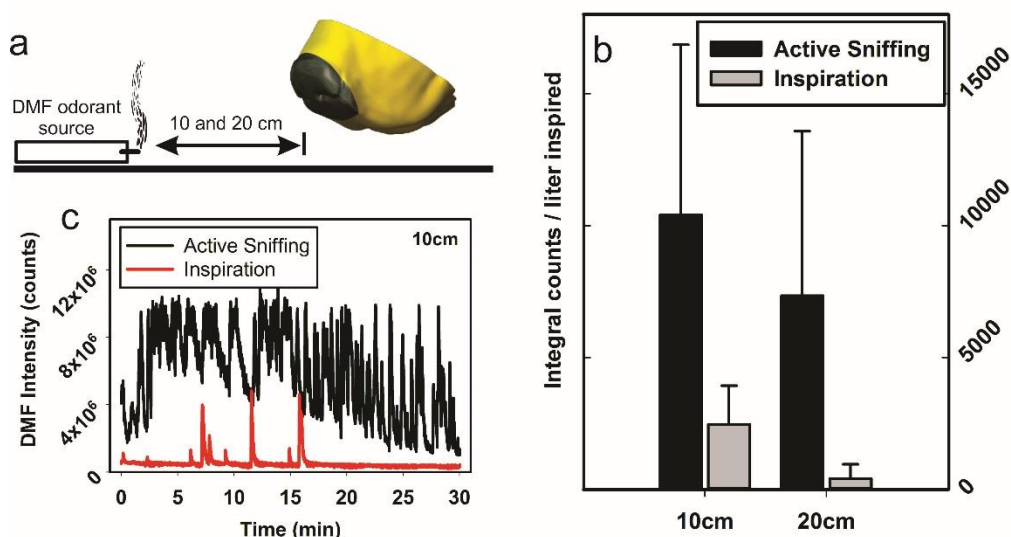 a
DMF odorant
source
10 and 20 cm
c
DMF Intensity (counts)
12x10⁶
8x10⁶
4x10⁶
0
Active Sniffing
Inspiration
10cm
0 5 10 15 20 25 30
Time (min)
b
Active Sniffing
Inspiration
Integral counts / liter inspired
15000
10000
5000
0
10cm 20cm